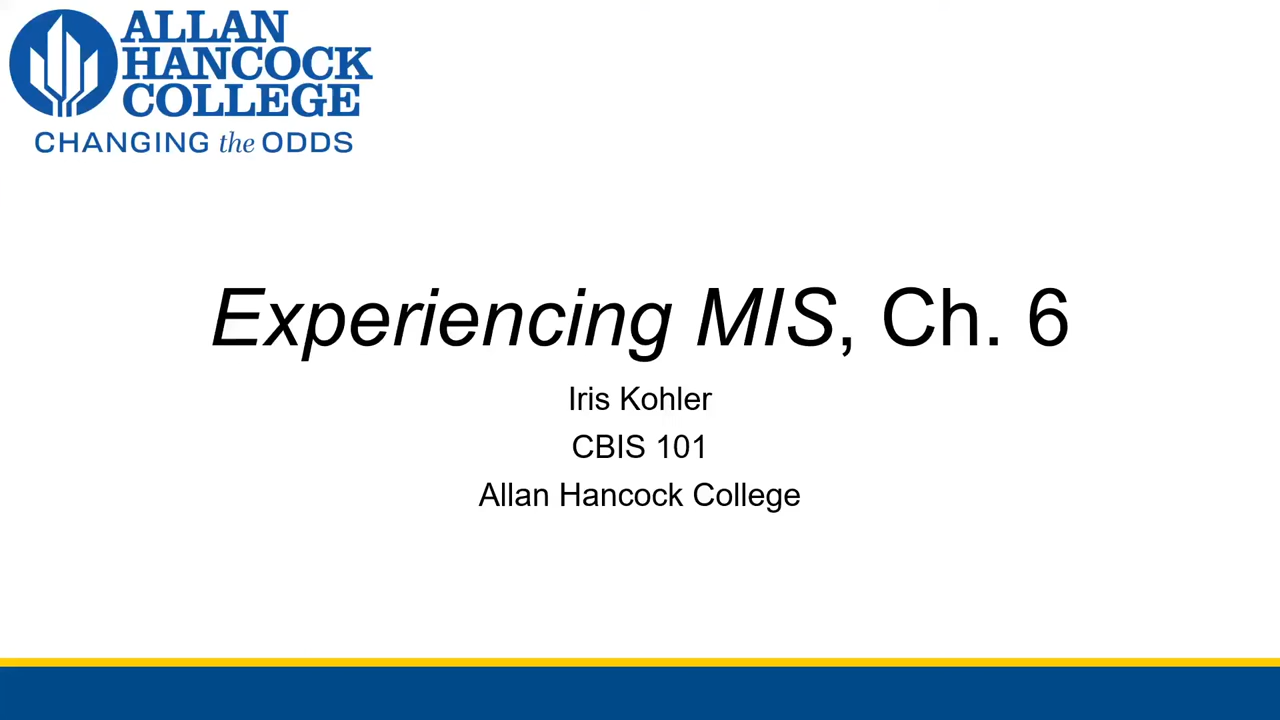 ALLAN
HANCOCK
COLLEGE
CHANGING the ODDS
Experiencing MIS, Ch. 6
Iris Kohler
CBIS 101
Allan Hancock College